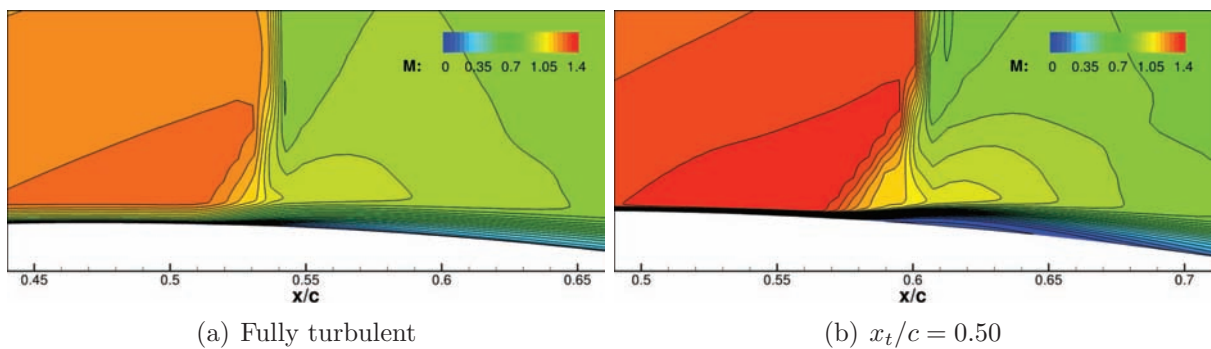 M: 0 0.35 0.7 1.05 1.4
0.45 0.5 0.55 0.6 0.65
x/c
(a) Fully turbulent
M: 0 0.35 0.7 1.05 1.4
0.5 0.55 0.6 0.65 0.7
x/c
(b) $x_t/c = 0.50$